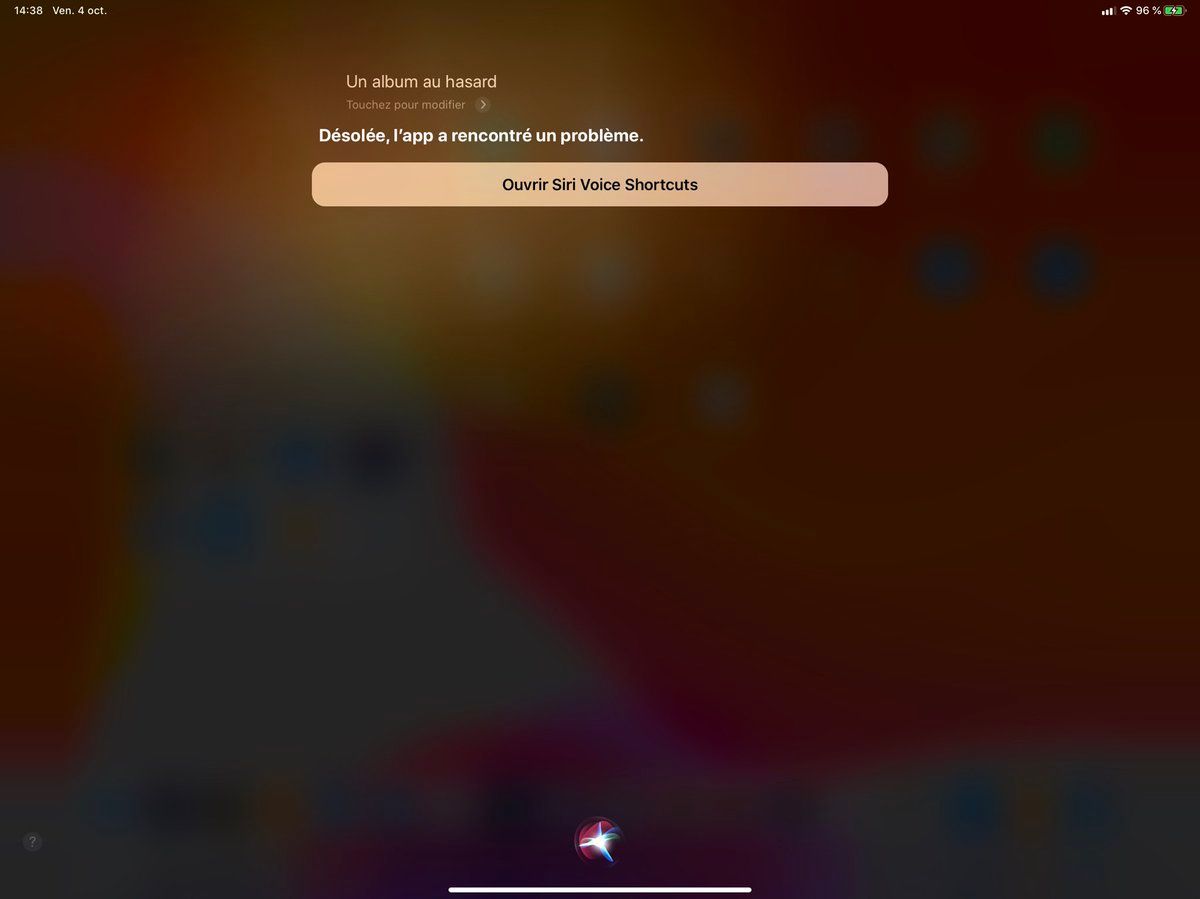 14:38 Ven. 4 oct. 96 %
Un album au hasard
Touchez pour modifier
Désolée, l’app a rencontré un problème.
Ouvrir Siri Voice Shortcuts
?